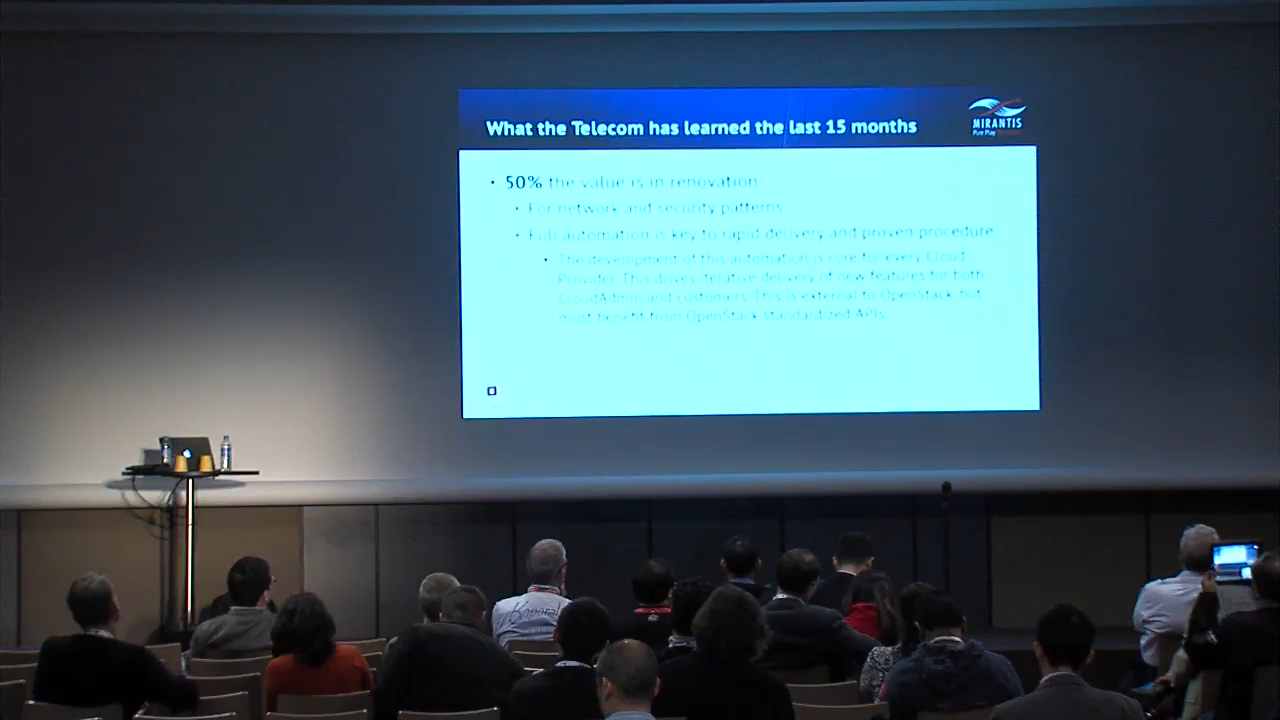 What the Telecom has learned the last 15 months
MIRANTIS
Pure Play
• 50% the value is in renovation
• For network and security patterns
• Full automation is key to rapid delivery and proven procedure
• The development of this automation is core for every Cloud
Provider. This drives iterative delivery of new features for both
CloudAdmin and customers. This is external to OpenStack, but
must benefit from OpenStack standardized APIs.